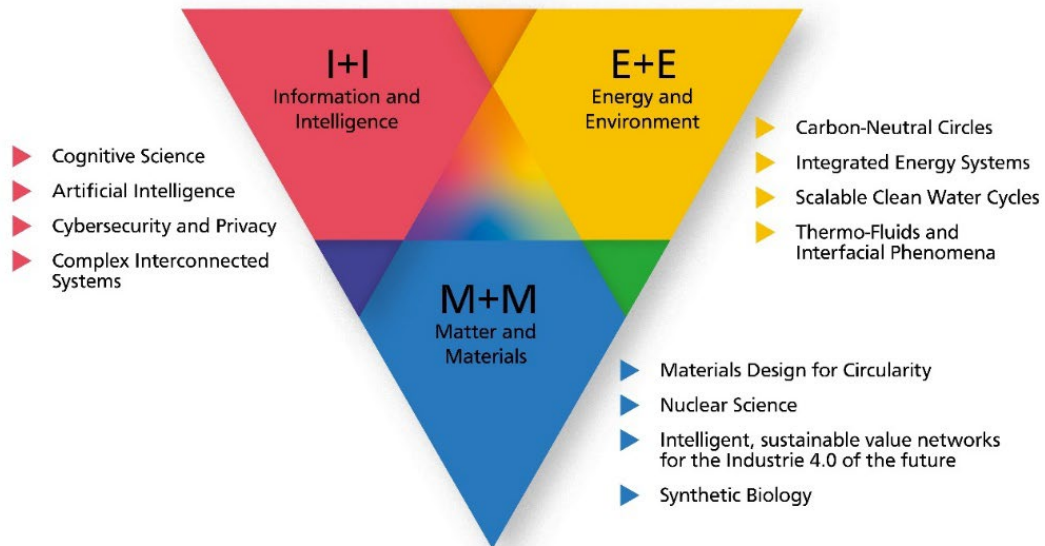 I+I
Information and
Intelligence
E+E
Energy and
Environment
Cognitive Science
Artificial Intelligence
Cybersecurity and Privacy
Complex Interconnected
Systems
Carbon-Neutral Circles
Integrated Energy Systems
Scalable Clean Water Cycles
Thermo-Fluids and
Interfacial Phenomena
M+M
Matter and
Materials
Materials Design for Circularity
Nuclear Science
Intelligent, sustainable value networks
for the Industrie 4.0 of the future
Synthetic Biology